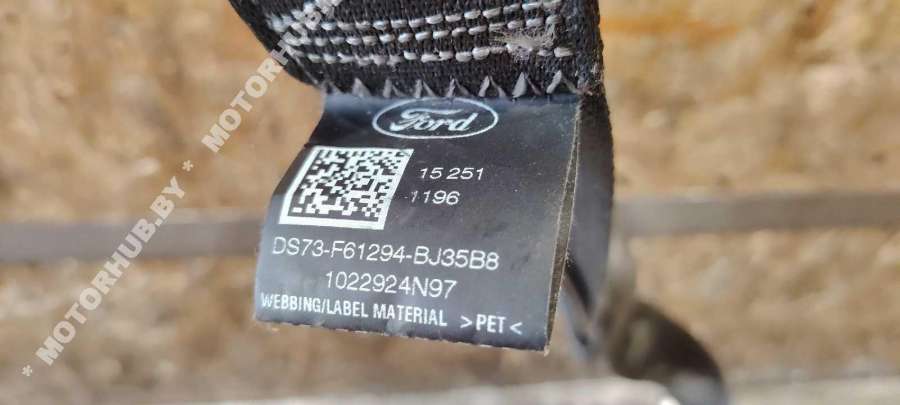 Ford
15 251
1196
DS73-F61294-BJ35B8
1022924N97
WEBBING/LABEL MATERIAL >PET<
* MOTORHUB.BY * MOTORHUB.BY *